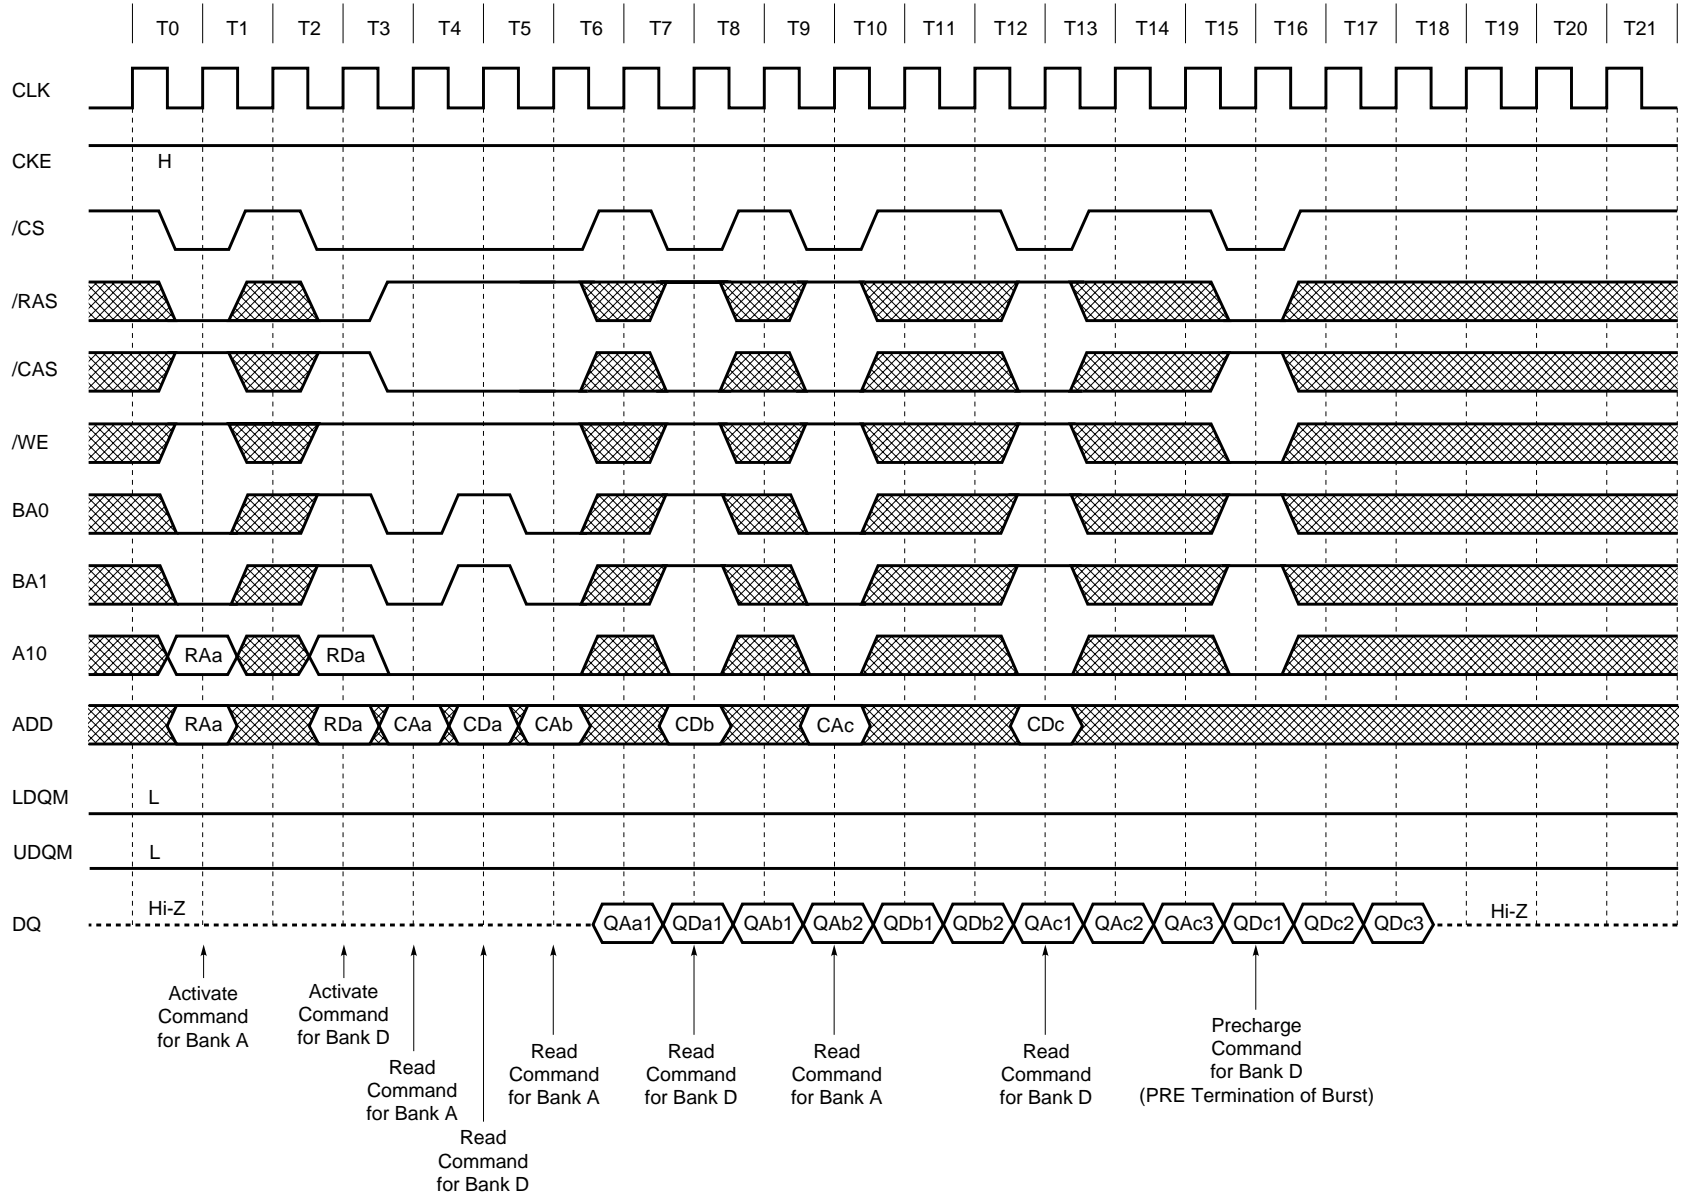 T0 T1 T2 T3 T4 T5 T6 T7 T8 T9 T10 T11 T12 T13 T14 T15 T16 T17 T18 T19 T20 T21
CLK
CKE H
/CS
/RAS
/CAS
/WE
BA0
BA1
A10 RAa RDa
ADD RAa RDa CAa CDa CAb CDb CAc CDc
LDQM L
UDQM L
DQ Hi-Z QAa1 QDa1 QAb1 QAb2 QDb1 QDb2 QAc1 QAc2 QAc3 QDc1 QDc2 QDc3 Hi-Z
Activate
Command
for Bank A
Activate
Command
for Bank D
Read
Command
for Bank A
Read
Command
for Bank D
Read
Command
for Bank A
Read
Command
for Bank D
Read
Command
for Bank A
Read
Command
for Bank D
Precharge
Command
for Bank D
(PRE Termination of Burst)